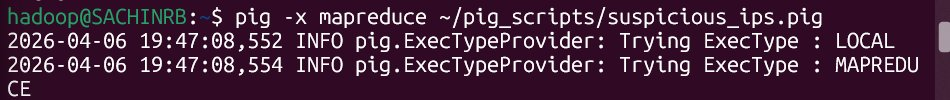 hadoop@SACHINRB:~$ pig -x mapreduce ~/pig_scripts/suspicious_ips.pig
2026-04-06 19:47:08,552 INFO pig.ExecTypeProvider: Trying ExecType : LOCAL
2026-04-06 19:47:08,554 INFO pig.ExecTypeProvider: Trying ExecType : MAPREDU
CE